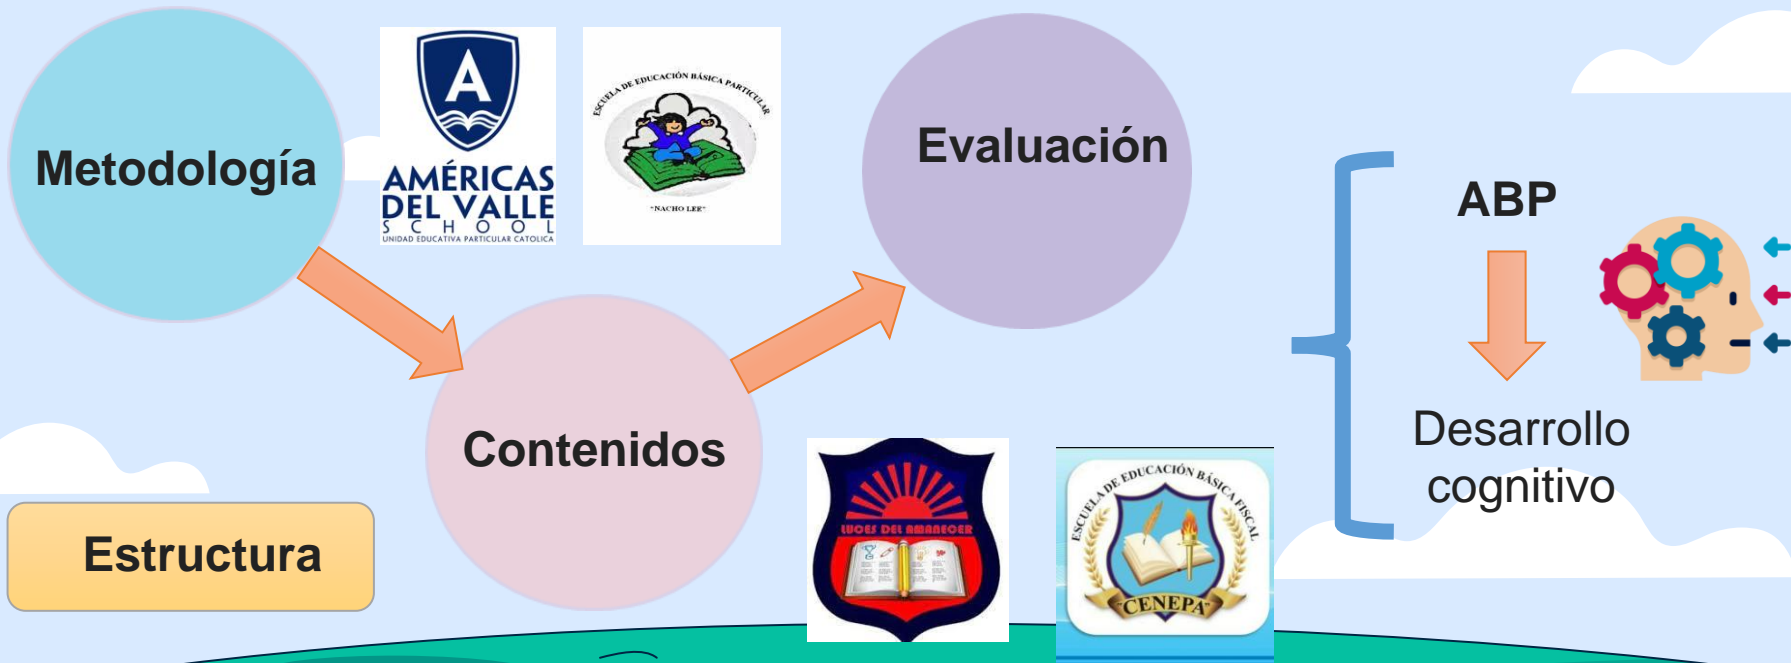 Metodología
AMÉRICAS
DEL VALLE
SCHOOL
UNIDAD EDUCATIVA PARTICULAR CATOLICA
ESCUELA DE EDUCACIÓN BÁSICA PARTICULAR
"NACHO LEE"
Evaluación
ABP
Desarrollo
cognitivo
Contenidos
LUCES DEL AMANECER
ESCUELA DE EDUCACIÓN BÁSICA FISCAL
"CENEPA"
Estructura